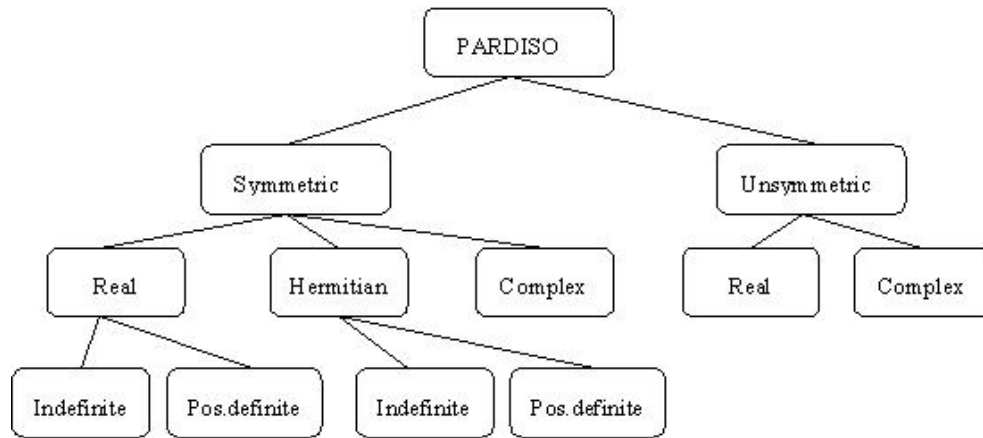 PARDISO
Symmetric
Unsymmetric
Real
Hermitian
Complex
Real
Complex
Indefinite
Pos.definite
Indefinite
Pos.definite